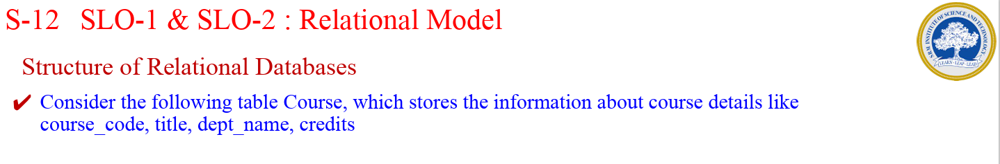 S-12 SLO-1 & SLO-2 : Relational Model
SRM INSTITUTE OF SCIENCE AND TECHNOLOGY
LEARN - LEAP - LEAD
Structure of Relational Databases
✔ Consider the following table Course, which stores the information about course details like
course_code, title, dept_name, credits